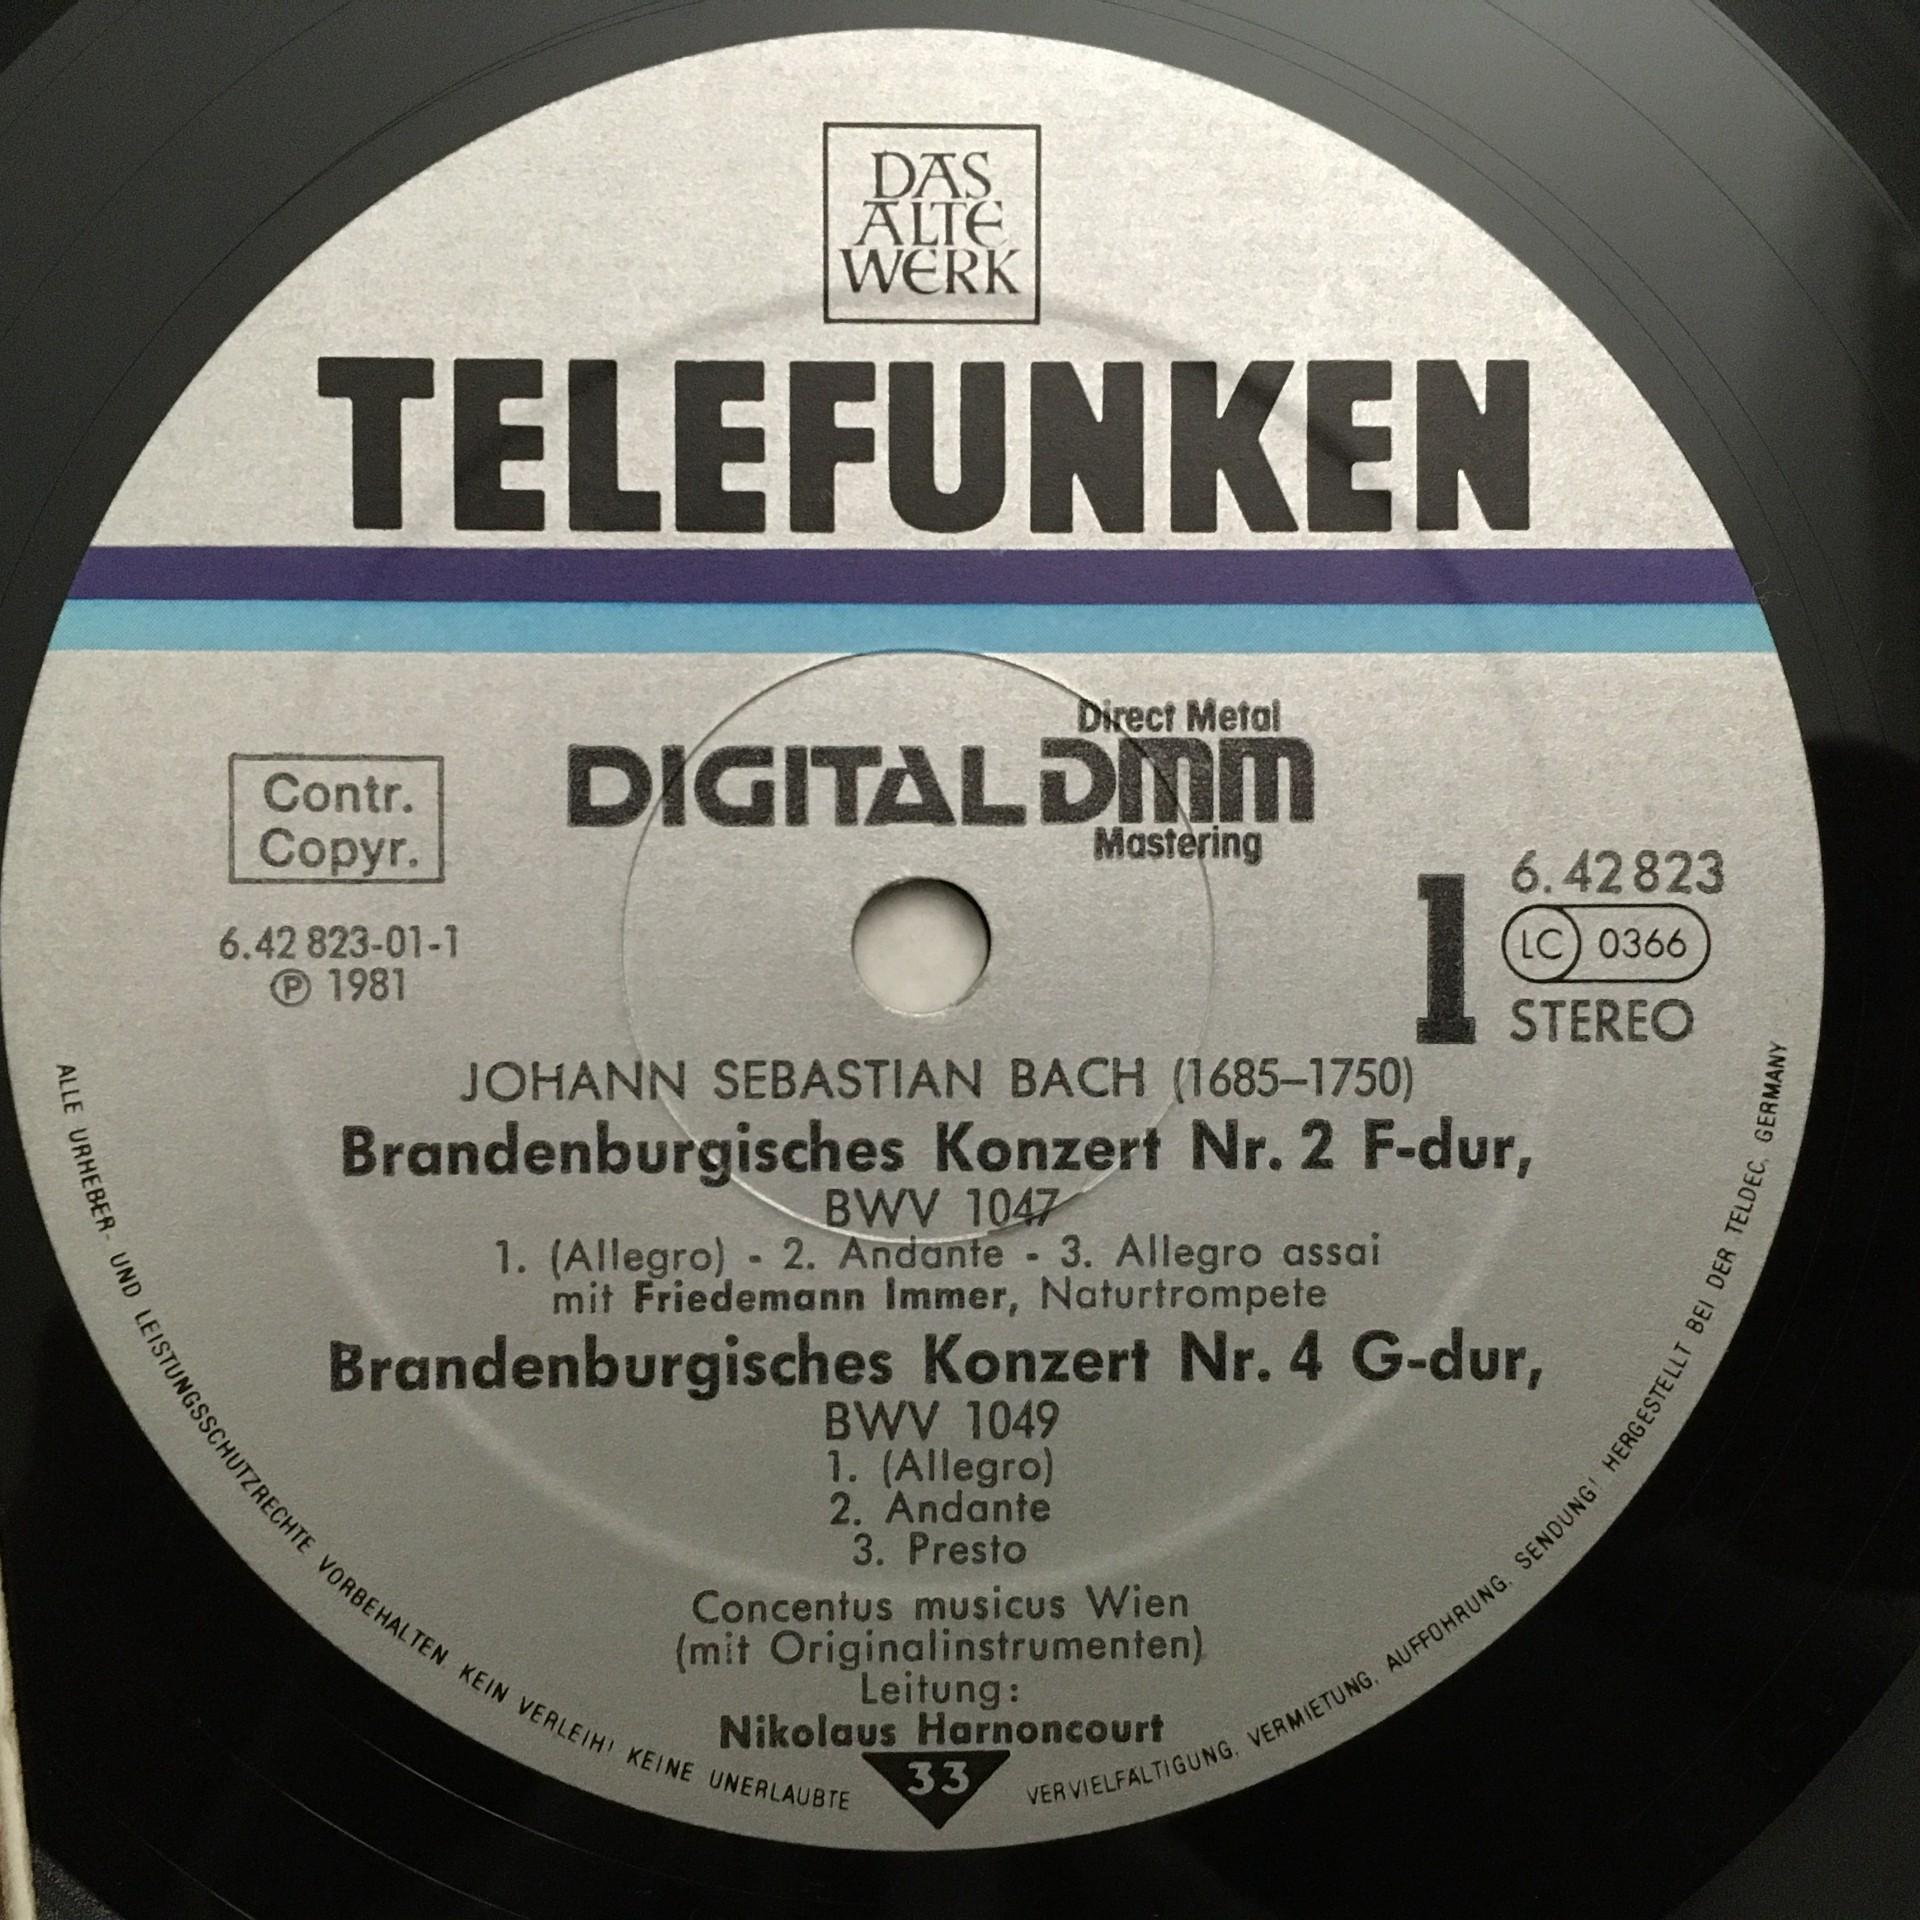 DAS
ALTE
WERK
TELEFUNKEN
Direct Metal
DIGITAL DMM
Mastering
Contr.
Copyr.
6.42 823-01-1
℗ 1981
1
6.42823
LC 0366
STEREO
JOHANN SEBASTIAN BACH (1685–1750)
Brandenburgisches Konzert Nr. 2 F-dur,
BWV 1047
1. (Allegro) - 2. Andante - 3. Allegro assai
mit Friedemann Immer, Naturtrompete
Brandenburgisches Konzert Nr. 4 G-dur,
BWV 1049
1. (Allegro)
2. Andante
3. Presto
Concentus musicus Wien
(mit Originalinstrumenten)
Leitung:
Nikolaus Harnoncourt
33
ALLE URHEBER- UND LEISTUNGSSCHUTZRECHTE VORBEHALTEN. KEIN VERLEIH! KEINE UNERLAUBTE VERVIELFÄLTIGUNG, VERMIETUNG, AUFFÜHRUNG, SENDUNG! HERGESTELLT BEI DER TELDEC, GERMANY